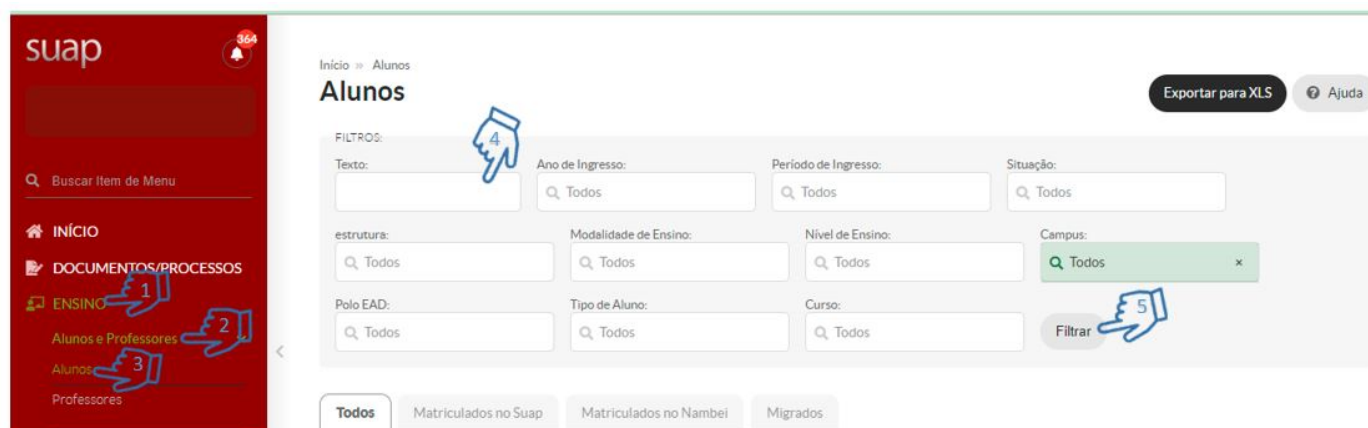 suap
364
Buscar Item de Menu
INÍCIO
DOCUMENTOS/PROCESSOS
ENSINO
1
Alunos e Professores
2
Alunos
3
Professores
Início » Alunos
Alunos
Exportar para XLS
Ajuda
FILTROS:
4
Texto:
Ano de Ingresso:
Período de Ingresso:
Situação:
Todos
Todos
Todos
estrutura:
Modalidade de Ensino:
Nível de Ensino:
Campus:
Todos
Todos
Todos
Todos ×
Polo EAD:
Tipo de Aluno:
Curso:
Todos
Todos
Todos
Filtrar
5
Todos
Matriculados no Suap
Matriculados no Nambei
Migrados